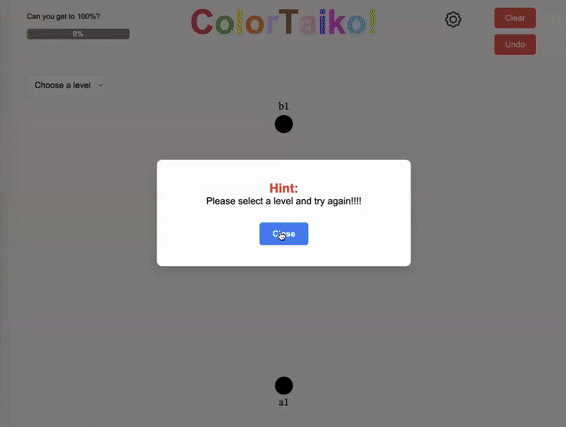 Can you get to 100%?
0%
ColorTaiko!
Clear
Undo
Choose a level
b1
Hint:
Please select a level and try again!!!!
Close
a1